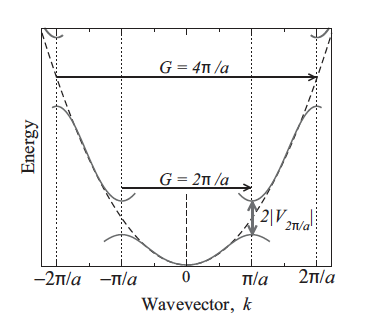 G = 4π/a
Energy
G = 2π/a
2|V2π/a|
−2π/a −π/a 0 π/a 2π/a
Wavevector, k